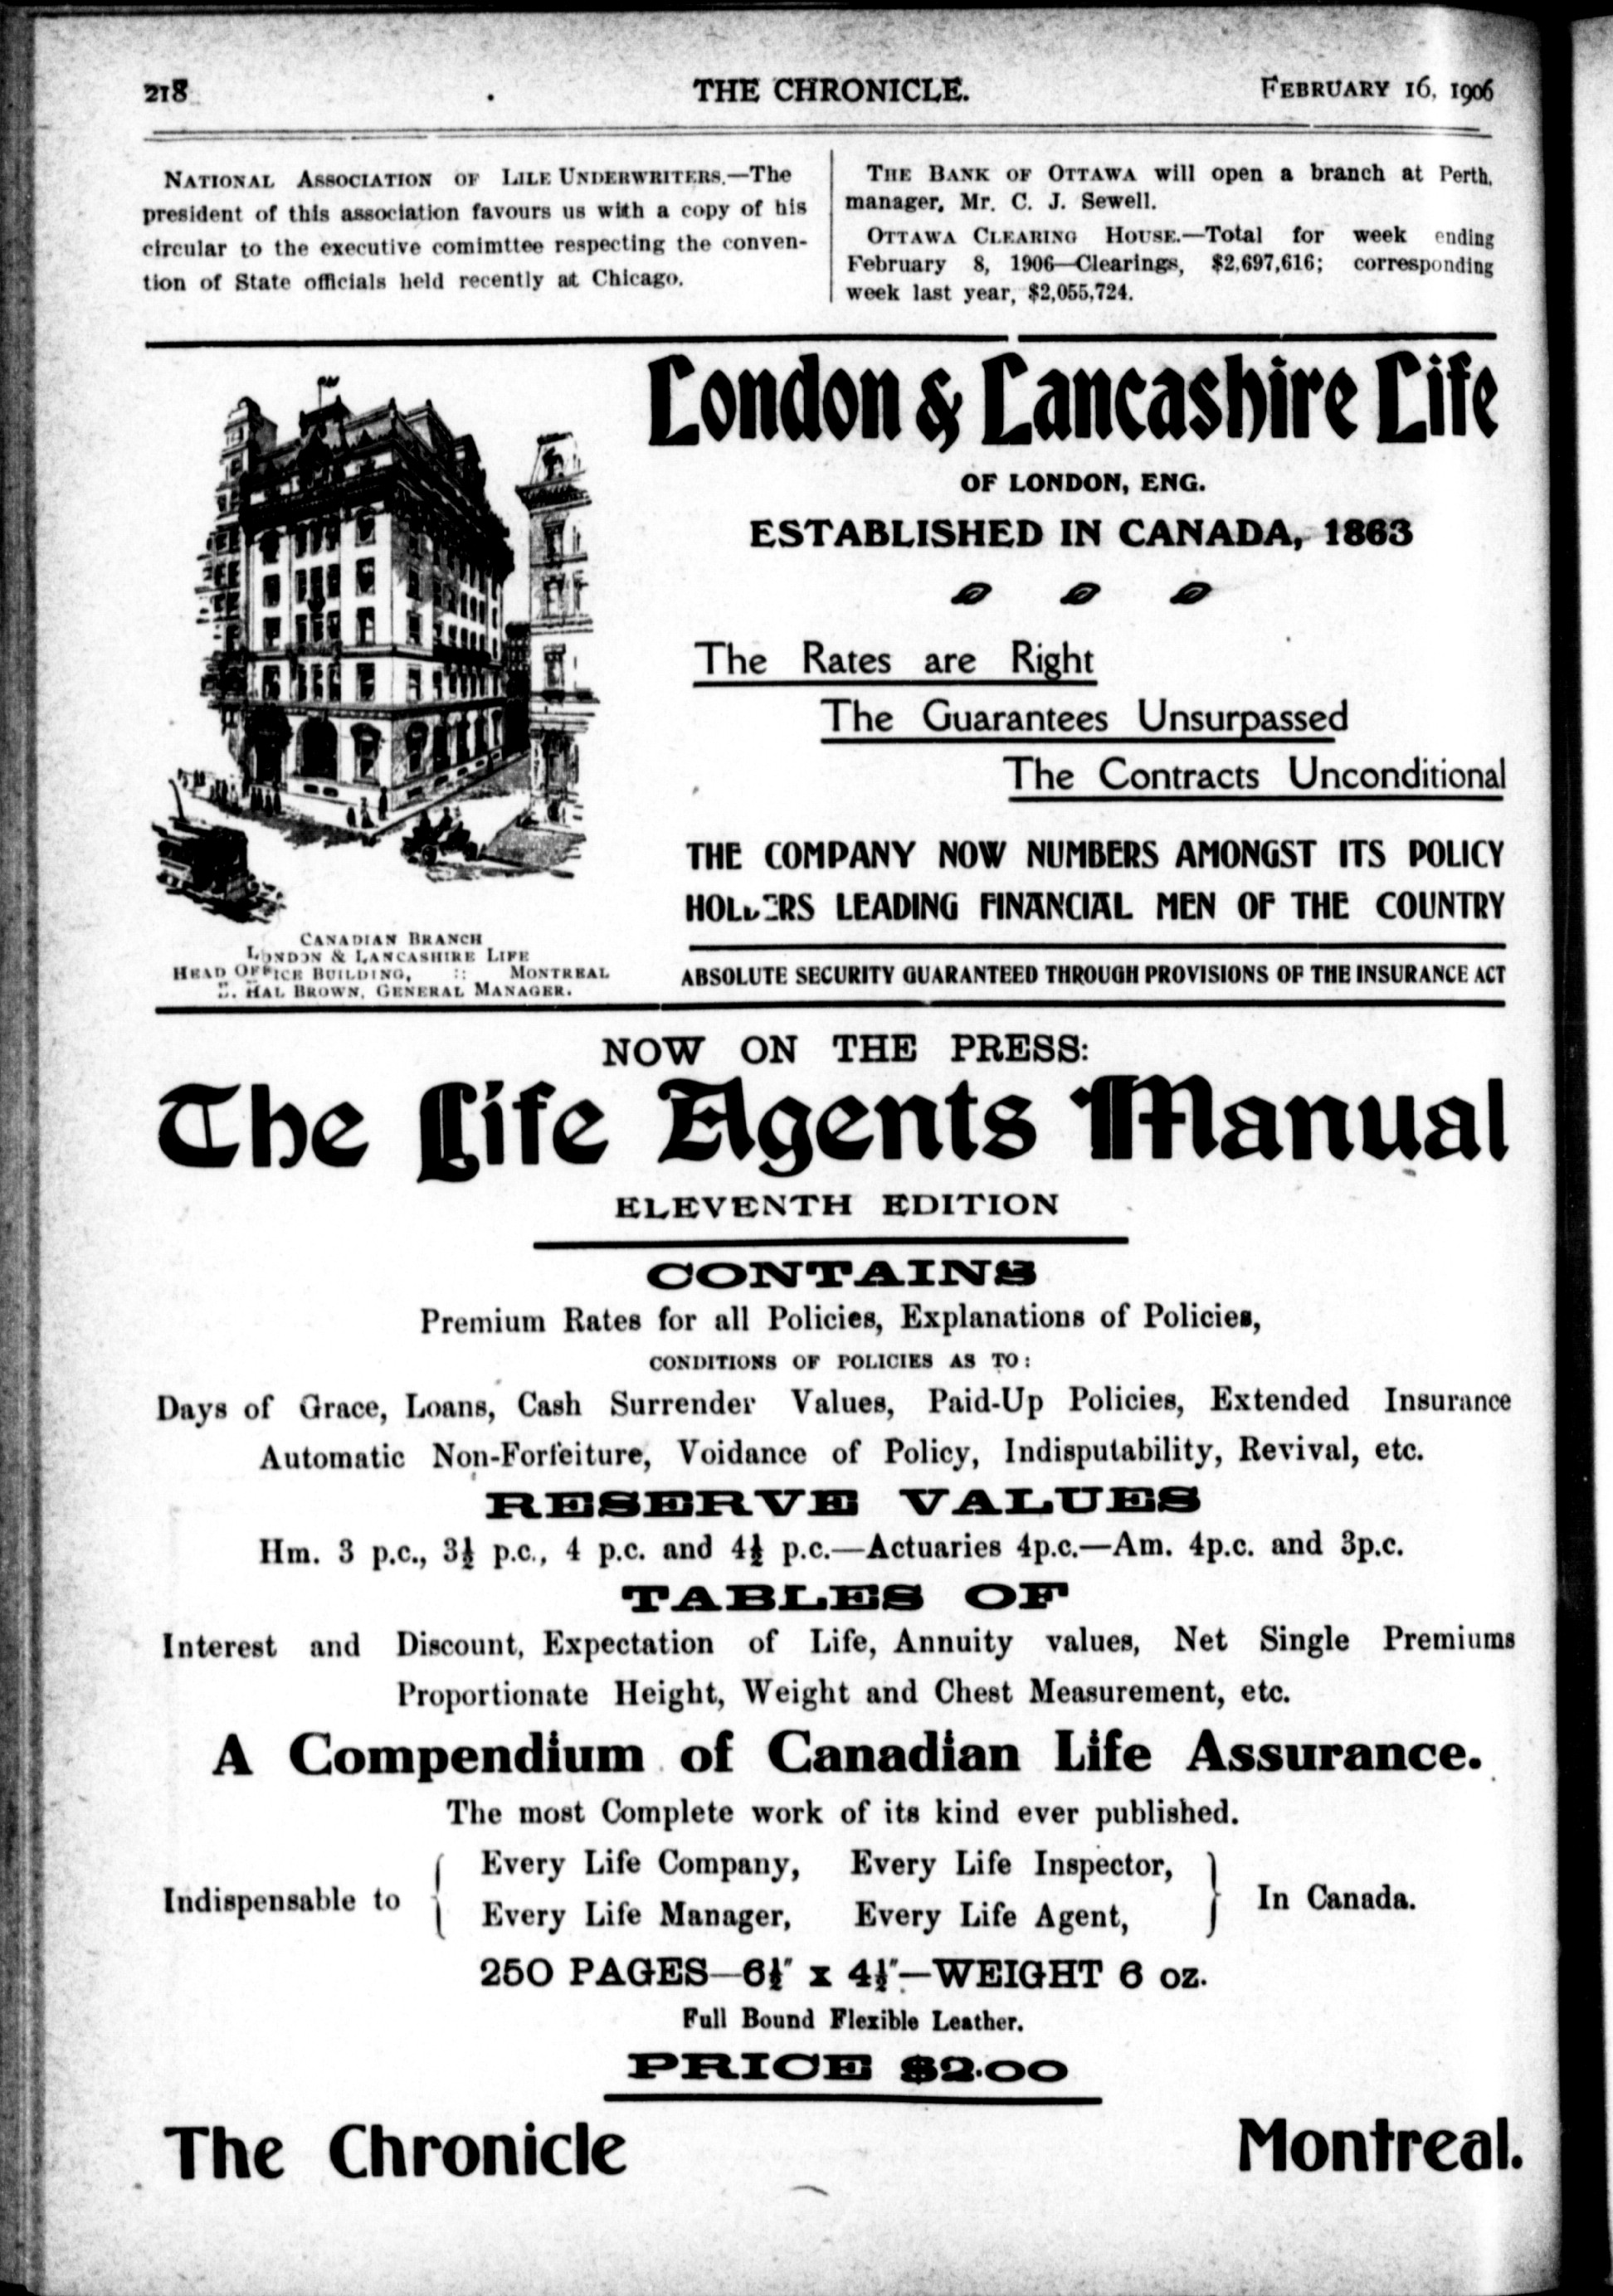 218
THE CHRONICLE.
FEBRUARY 16, 1906
NATIONAL ASSOCIATION OF LILE UNDERWRITERS.—The
president of this association favours us with a copy of his
circular to the executive comimttee respecting the conven-
tion of State officials held recently at Chicago.
THE BANK OF OTTAWA will open a branch at Perth,
manager, Mr. C. J. Sewell.
OTTAWA CLEARING HOUSE.—Total for week ending
February 8, 1906—Clearings, $2,697,616; corresponding
week last year, $2,055,724.
London & Lancashire Life
OF LONDON, ENG.
ESTABLISHED IN CANADA, 1863
The Rates are Right
The Guarantees Unsurpassed
The Contracts Unconditional
THE COMPANY NOW NUMBERS AMONGST ITS POLICY
HOLDERS LEADING FINANCIAL MEN OF THE COUNTRY
ABSOLUTE SECURITY GUARANTEED THROUGH PROVISIONS OF THE INSURANCE ACT
CANADIAN BRANCH
LONDON & LANCASHIRE LIFE
HEAD OFFICE BUILDING, :: MONTREAL
HAL BROWN, GENERAL MANAGER.
NOW ON THE PRESS:
The Life Agents Manual
ELEVENTH EDITION
CONTAINS
Premium Rates for all Policies, Explanations of Policies,
CONDITIONS OF POLICIES AS TO:
Days of Grace, Loans, Cash Surrender Values, Paid-Up Policies, Extended Insurance
Automatic Non-Forfeiture, Voidance of Policy, Indisputability, Revival, etc.
RESERVE VALUES
Hm. 3 p.c., 3½ p.c., 4 p.c. and 4½ p.c.—Actuaries 4p.c.—Am. 4p.c. and 3p.c.
TABLES OF
Interest and Discount, Expectation of Life, Annuity values, Net Single Premiums
Proportionate Height, Weight and Chest Measurement, etc.
A Compendium of Canadian Life Assurance.
The most Complete work of its kind ever published.
Indispensable to { Every Life Company, Every Life Inspector,
Every Life Manager, Every Life Agent, } In Canada.
250 PAGES—6½" x 4½"—WEIGHT 6 oz.
Full Bound Flexible Leather.
PRICE $2.00
The Chronicle Montreal.